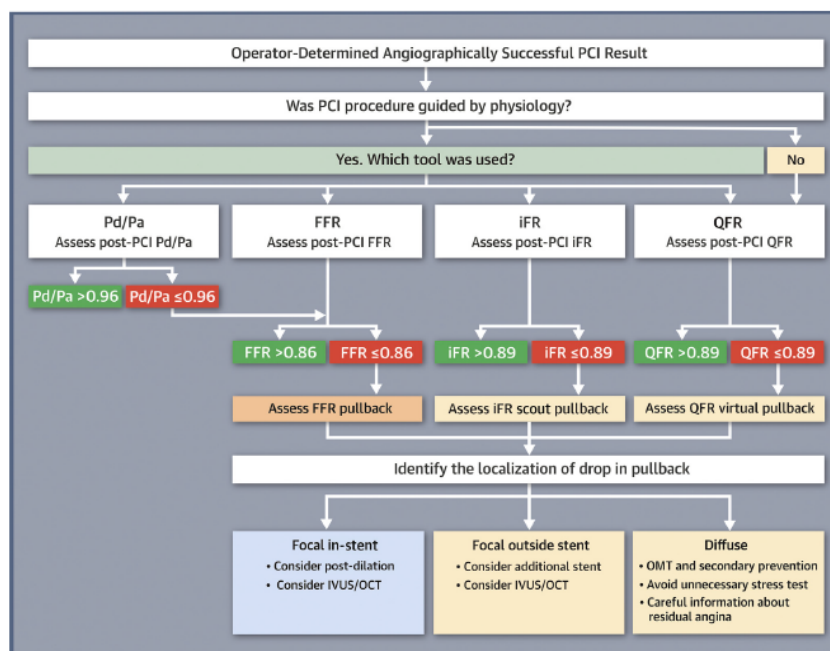 Operator-Determined Angiographically Successful PCI Result
Was PCI procedure guided by physiology?
Yes. Which tool was used?
No
Pd/Pa
Assess post-PCI Pd/Pa
FFR
Assess post-PCI FFR
iFR
Assess post-PCI iFR
QFR
Assess post-PCI QFR
Pd/Pa >0.96
Pd/Pa ≤0.96
FFR >0.86
FFR ≤0.86
iFR >0.89
iFR ≤0.89
QFR >0.89
QFR ≤0.89
Assess FFR pullback
Assess iFR scout pullback
Assess QFR virtual pullback
Identify the localization of drop in pullback
Focal in-stent
• Consider post-dilation
• Consider IVUS/OCT
Focal outside stent
• Consider additional stent
• Consider IVUS/OCT
Diffuse
• OMT and secondary prevention
• Avoid unnecessary stress test
• Careful information about
residual angina